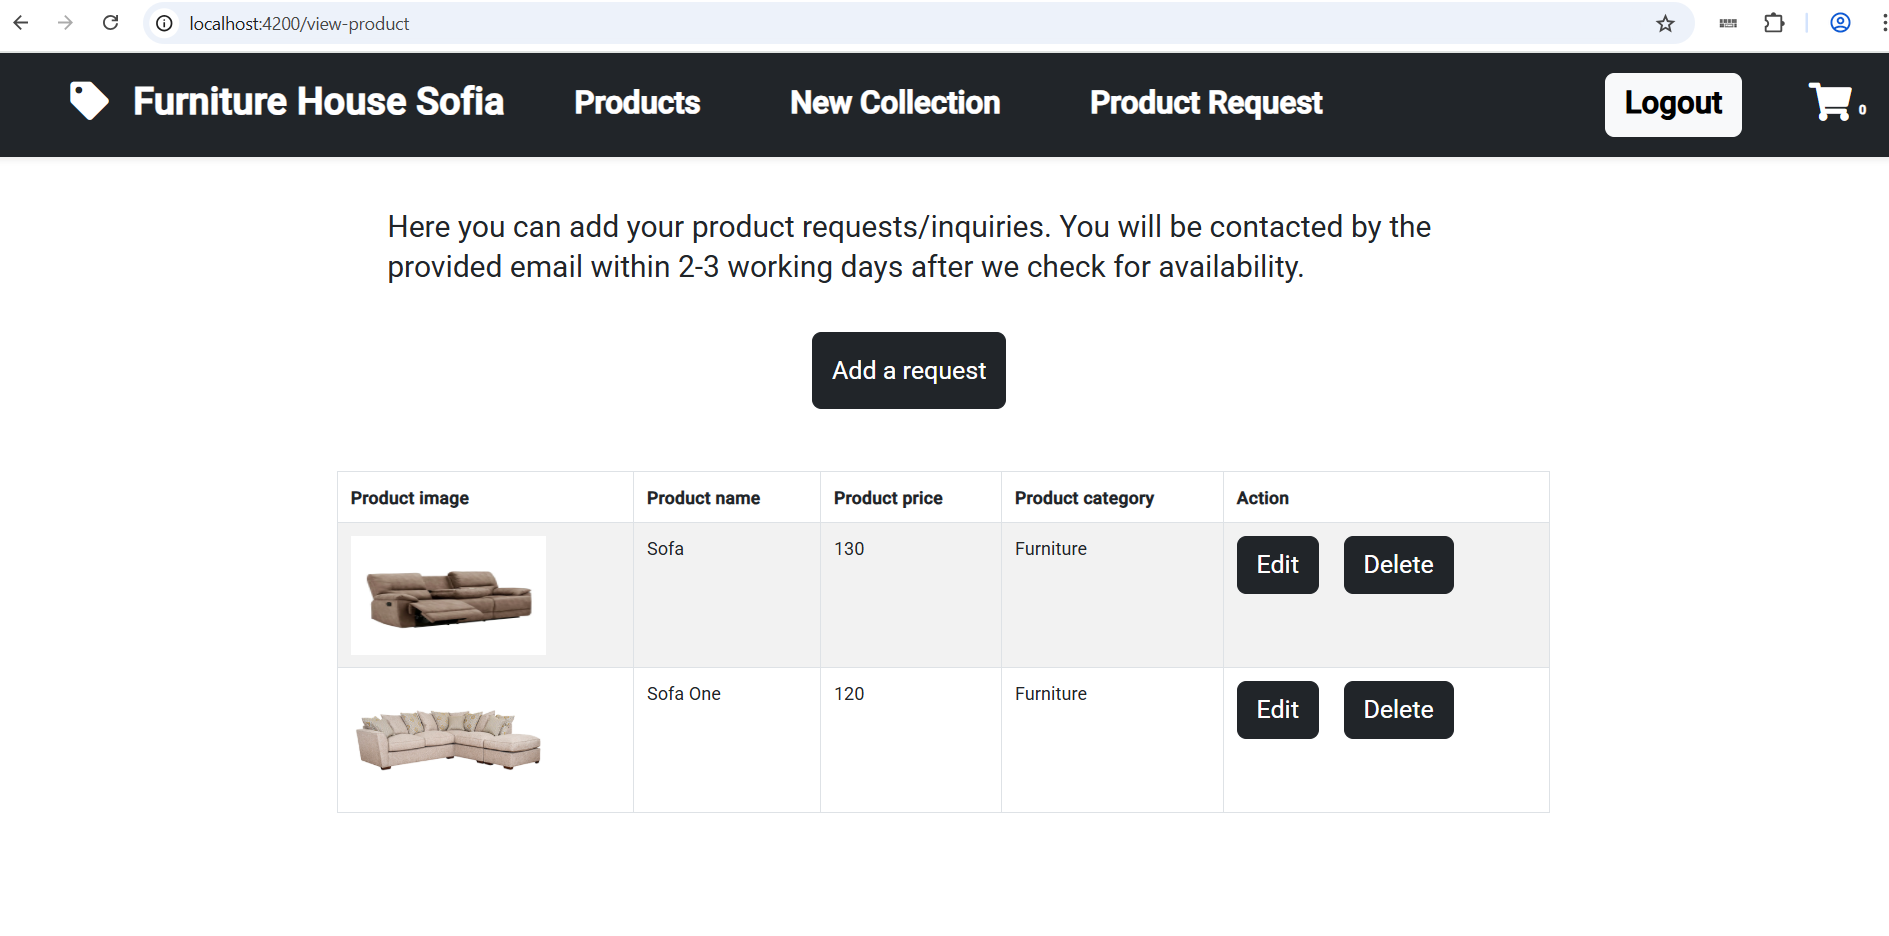 localhost:4200/view-product
Furniture House Sofia Products New Collection Product Request Logout 0
Here you can add your product requests/inquiries. You will be contacted by the
provided email within 2-3 working days after we check for availability.
Add a request
Product image Product name Product price Product category Action
Sofa 130 Furniture Edit Delete
Sofa One 120 Furniture Edit Delete